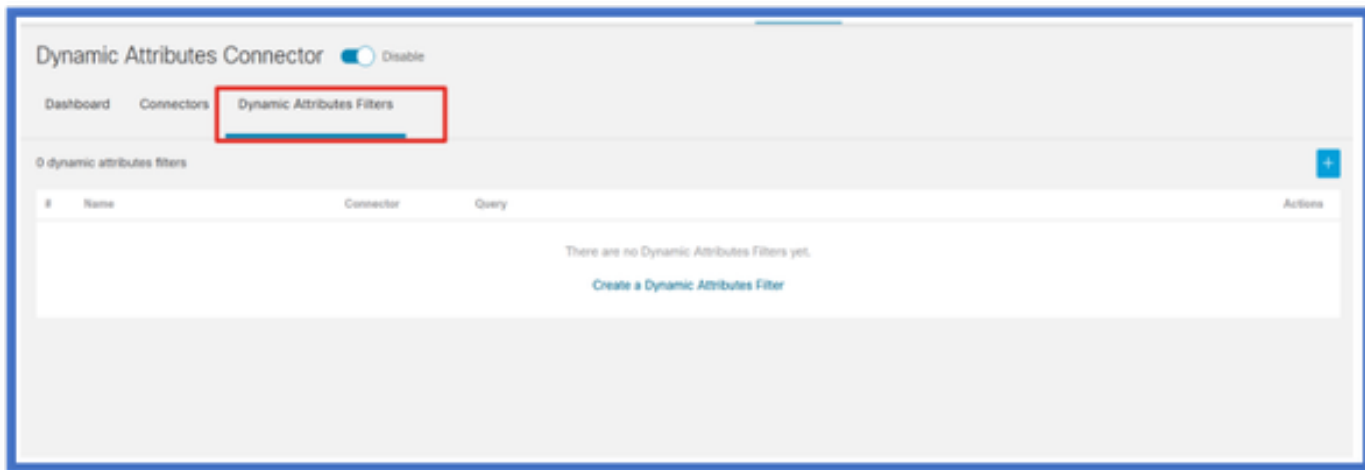 Dynamic Attributes Connector Disable
Dashboard Connectors Dynamic Attributes Filters
0 dynamic attributes filters +
# Name Connector Query Actions
There are no Dynamic Attributes Filters yet.
Create a Dynamic Attributes Filter